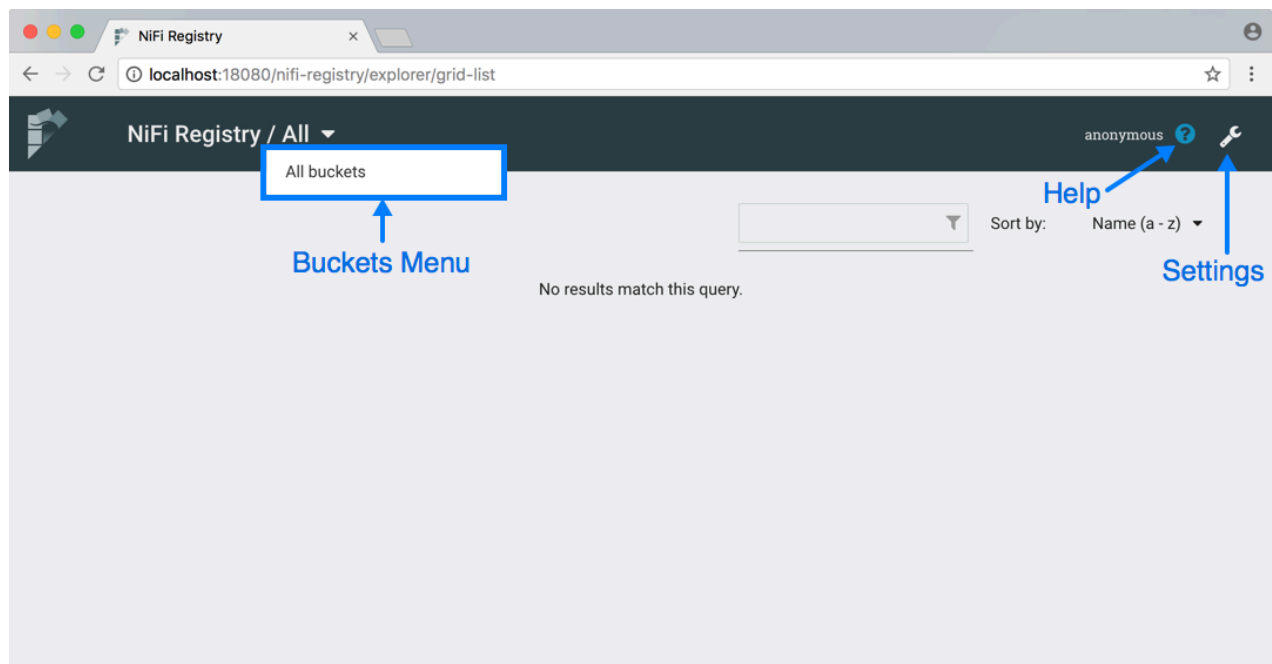 NiFi Registry
localhost:18080/nifi-registry/explorer/grid-list
NiFi Registry / All
anonymous
All buckets
Help
Sort by: Name (a - z)
Buckets Menu
Settings
No results match this query.